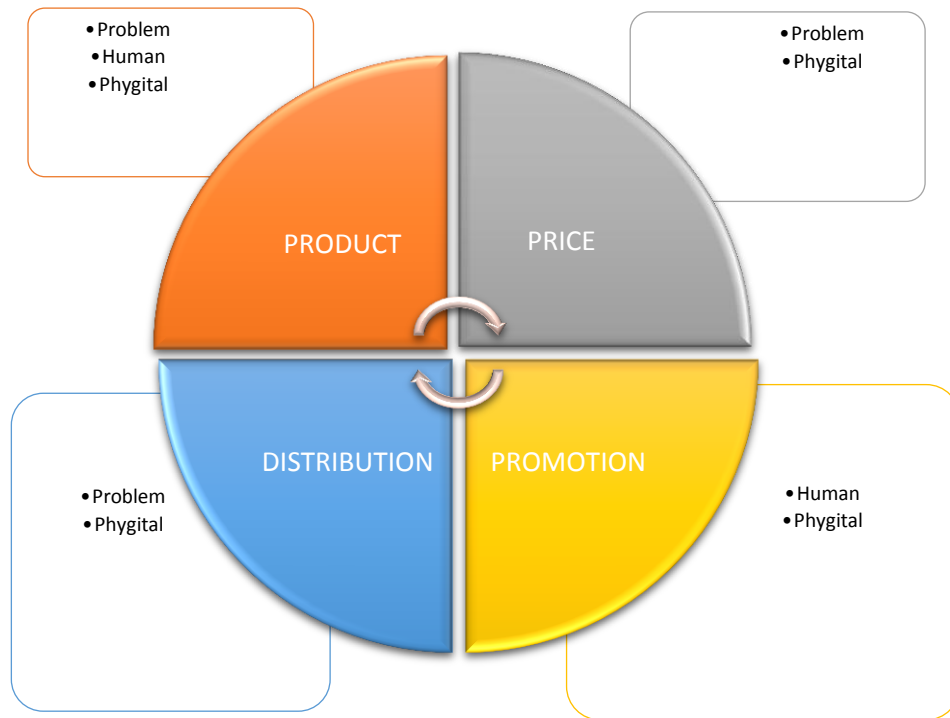 •Problem
•Human
•Phygital
•Problem
•Phygital
PRODUCT
PRICE
DISTRIBUTION
PROMOTION
•Problem
•Phygital
•Human
•Phygital